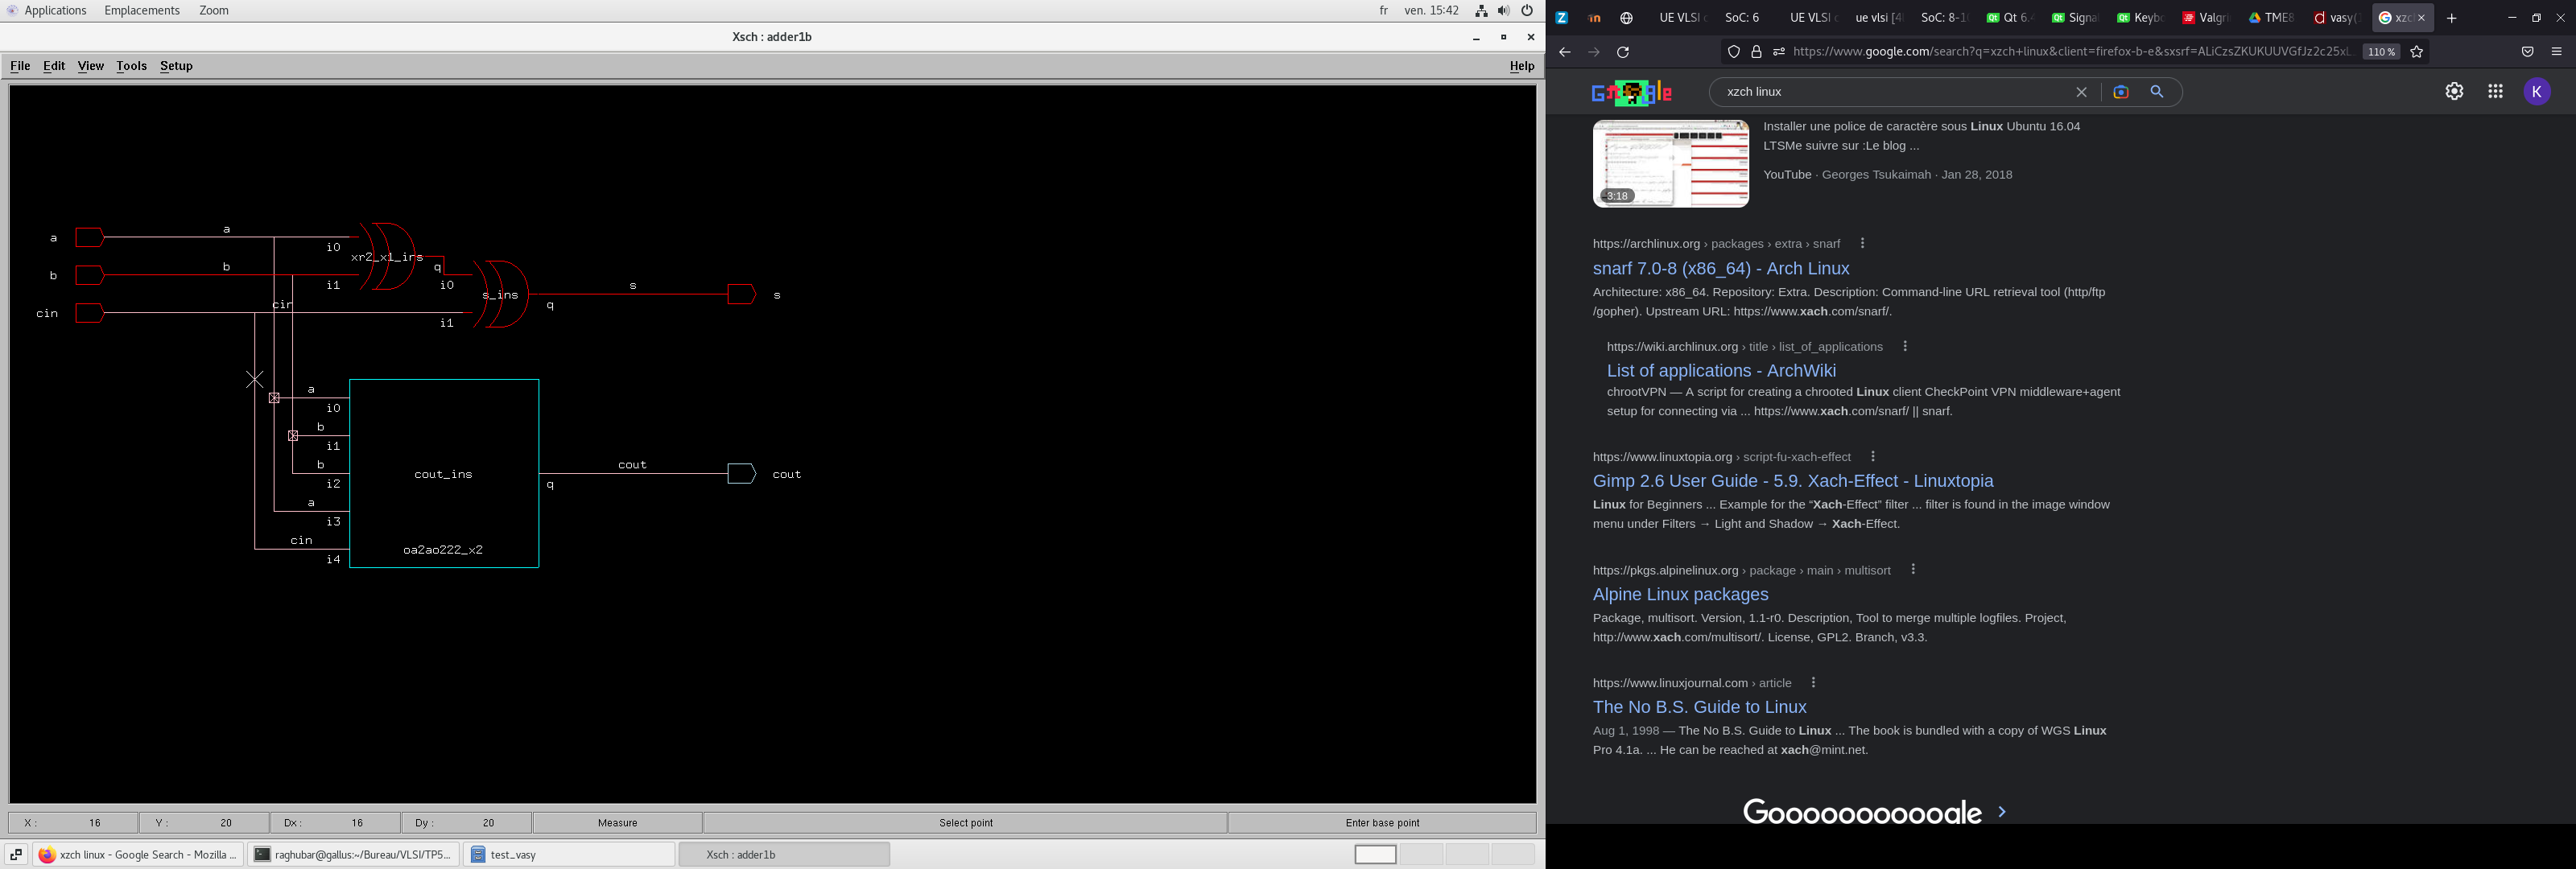 Applications Emplacements Zoom
fr ven. 15:42
Xsch : adder1b
File Edit View Tools Setup Help
a a i0
b b i1
xr2_x1_ins q
cin cin
i0 s_ins q s s
i1
a i0
b i1
b i2
a i3
cin i4
cout_ins
oa2ao222_x2
q cout cout
X : 16 Y : 20 Dx : 16 Dy : 20 Measure Select point Enter base point
xzch linux - Google Search - Mozilla ... raghubar@gallus:~/Bureau/VLSI/TP5... test_vasy Xsch : adder1b
UE VLSI SoC: 6 UE VLSI ue vlsi [4 SoC: 8-1 Qt 6. Signa Keyb Valgri TME8 vasy( xzc
https://www.google.com/search?q=xzch+linux&client=firefox-b-e&sxsrf=ALiCzsZKUKUUVGfJz2c25x 110 %
Google
xzch linux
K
3:18
Installer une police de caractère sous Linux Ubuntu 16.04
LTSMe suivre sur :Le blog ...
YouTube · Georges Tsukaimah · Jan 28, 2018
https://archlinux.org › packages › extra › snarf
snarf 7.0-8 (x86_64) - Arch Linux
Architecture: x86_64. Repository: Extra. Description: Command-line URL retrieval tool (http/ftp
/gopher). Upstream URL: https://www.xach.com/snarf/.
https://wiki.archlinux.org › title › list_of_applications
List of applications - ArchWiki
chrootVPN — A script for creating a chrooted Linux client CheckPoint VPN middleware+agent
setup for connecting via ... https://www.xach.com/snarf/ || snarf.
https://www.linuxtopia.org › script-fu-xach-effect
Gimp 2.6 User Guide - 5.9. Xach-Effect - Linuxtopia
Linux for Beginners ... Example for the “Xach-Effect” filter ... filter is found in the image window
menu under Filters → Light and Shadow → Xach-Effect.
https://pkgs.alpinelinux.org › package › main › multisort
Alpine Linux packages
Package, multisort. Version, 1.1-r0. Description, Tool to merge multiple logfiles. Project,
http://www.xach.com/multisort/. License, GPL2. Branch, v3.3.
https://www.linuxjournal.com › article
The No B.S. Guide to Linux
Aug 1, 1998 — The No B.S. Guide to Linux ... The book is bundled with a copy of WGS Linux
Pro 4.1a. ... He can be reached at xach@mint.net.
Goooooooooogle